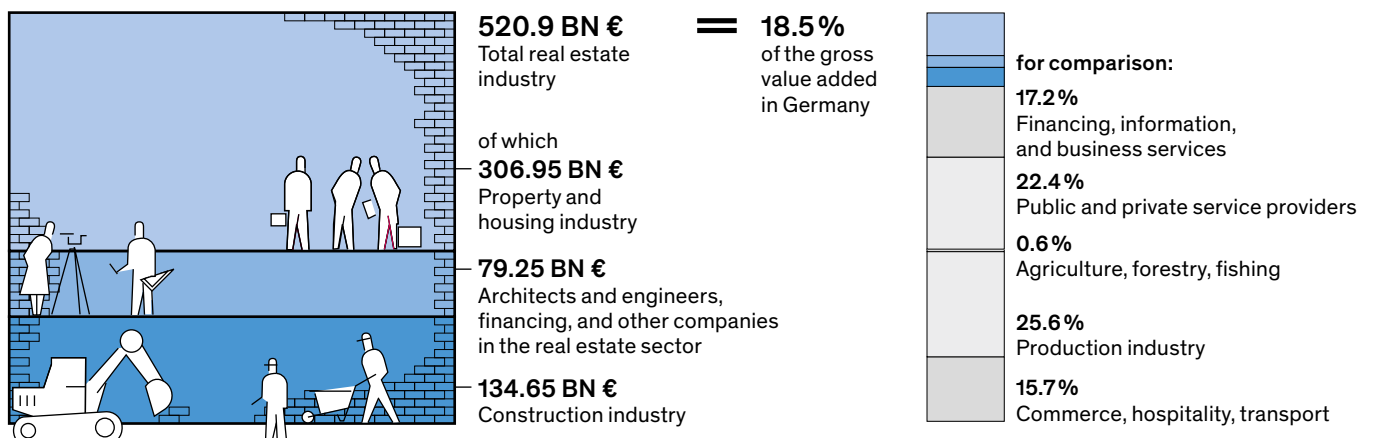 520.9 BN €
Total real estate
industry
=
18.5%
of the gross
value added
in Germany
of which
306.95 BN €
Property and
housing industry
79.25 BN €
Architects and engineers,
financing, and other companies
in the real estate sector
134.65 BN €
Construction industry
for comparison:
17.2%
Financing, information,
and business services
22.4%
Public and private service providers
0.6%
Agriculture, forestry, fishing
25.6%
Production industry
15.7%
Commerce, hospitality, transport